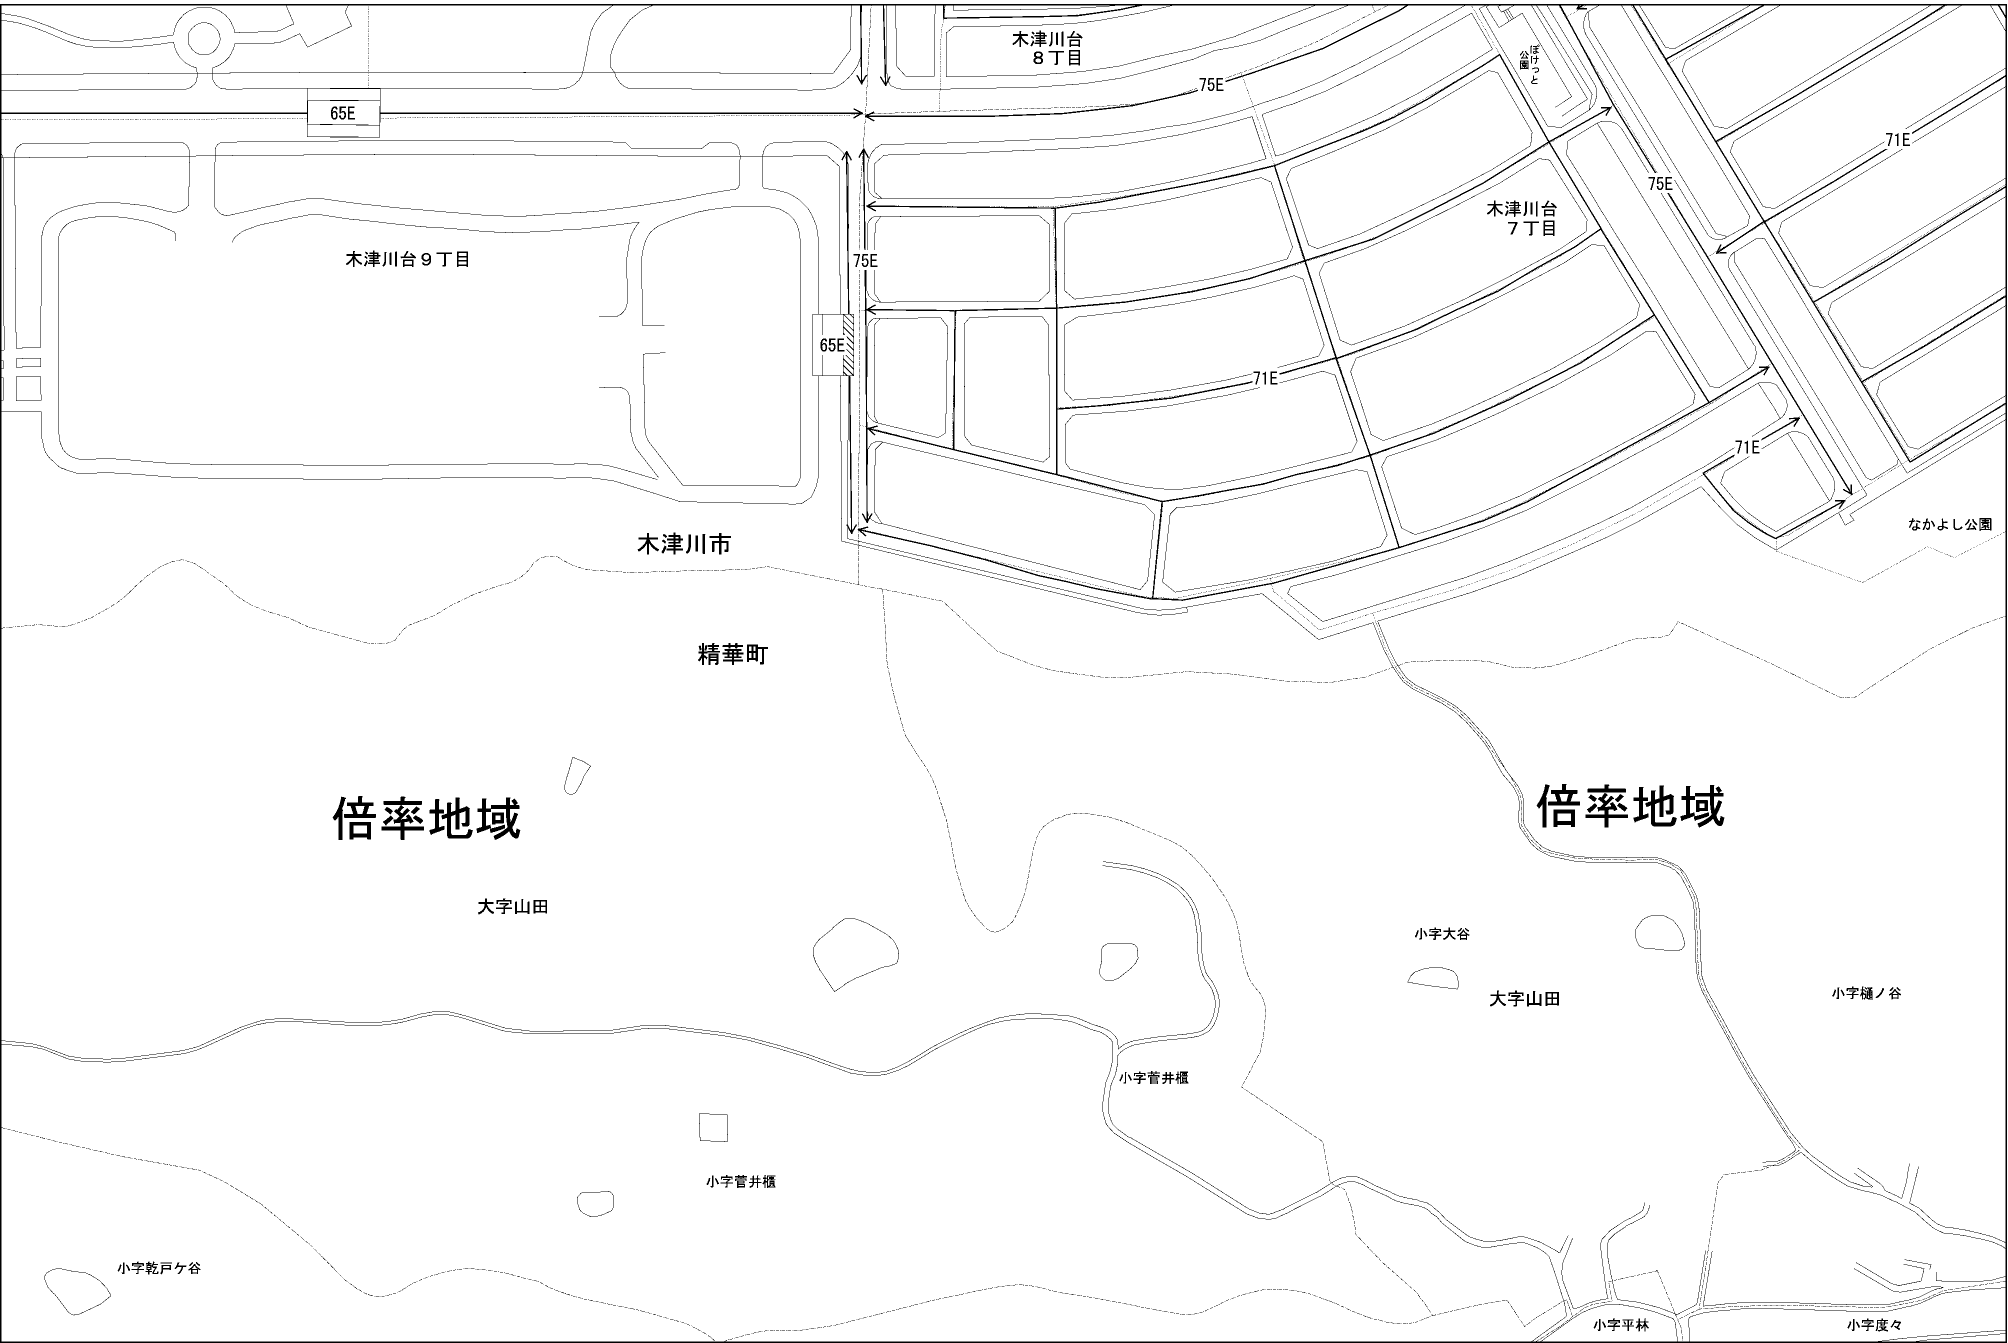 木津川台
８丁目
ぽけっと
公園
75E
65E
71E
75E
木津川台
７丁目
木津川台９丁目
75E
65E
71E
71E
なかよし公園
木津川市
精華町
倍率地域
倍率地域
大字山田
小字大谷
大字山田
小字樋ノ谷
小字菅井櫃
小字菅井櫃
小字乾戸ケ谷
小字平林
小字度々